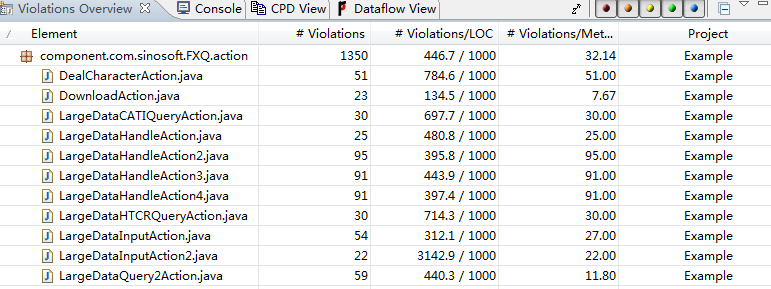 Violations Overview Console CPD View Dataflow View
/ Element # Violations # Violations/LOC # Violations/Met... Project
component.com.sinosoft.FXQ.action 1350 446.7 / 1000 32.14 Example
DealCharacterAction.java 51 784.6 / 1000 51.00 Example
DownloadAction.java 23 134.5 / 1000 7.67 Example
LargeDataCATIQueryAction.java 30 697.7 / 1000 30.00 Example
LargeDataHandleAction.java 25 480.8 / 1000 25.00 Example
LargeDataHandleAction2.java 95 395.8 / 1000 95.00 Example
LargeDataHandleAction3.java 91 443.9 / 1000 91.00 Example
LargeDataHandleAction4.java 91 397.4 / 1000 91.00 Example
LargeDataHTCRQueryAction.java 30 714.3 / 1000 30.00 Example
LargeDataInputAction.java 54 312.1 / 1000 27.00 Example
LargeDataInputAction2.java 22 3142.9 / 1000 22.00 Example
LargeDataQuery2Action.java 59 440.3 / 1000 11.80 Example